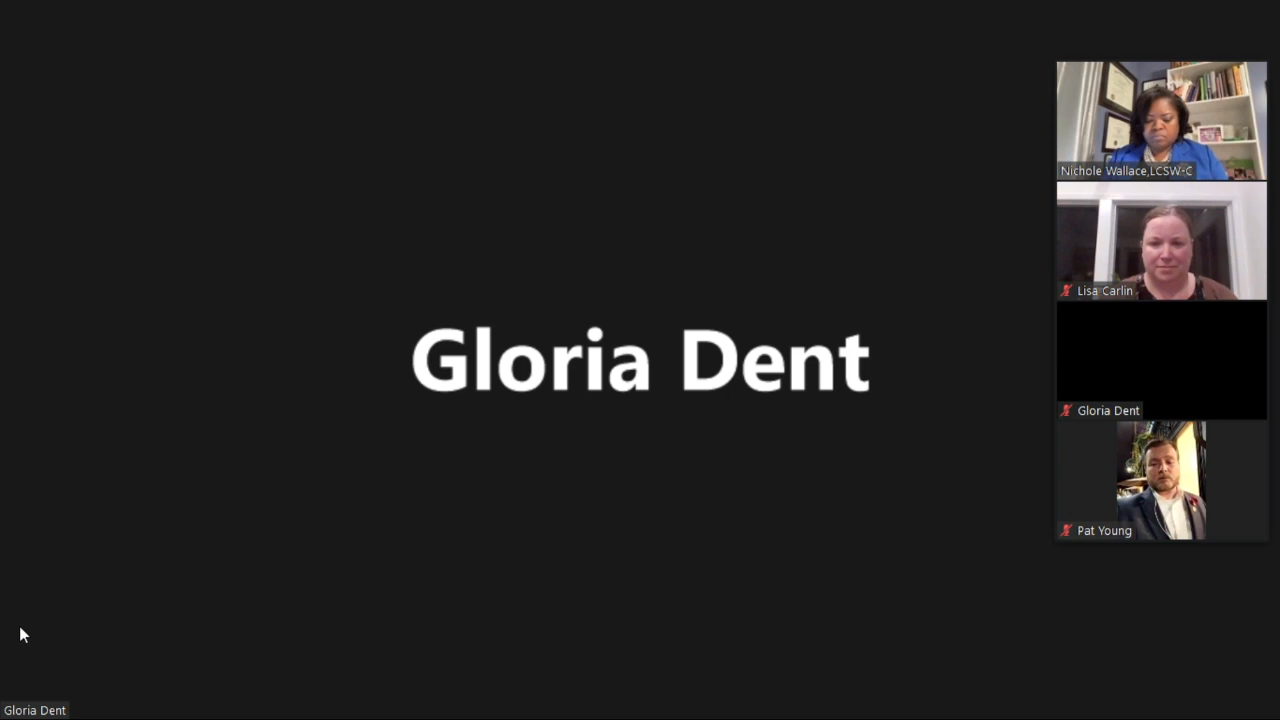 Gloria Dent
Nichole Wallace,LCSW-C
Lisa Carlin
Gloria Dent
Pat Young
Gloria Dent